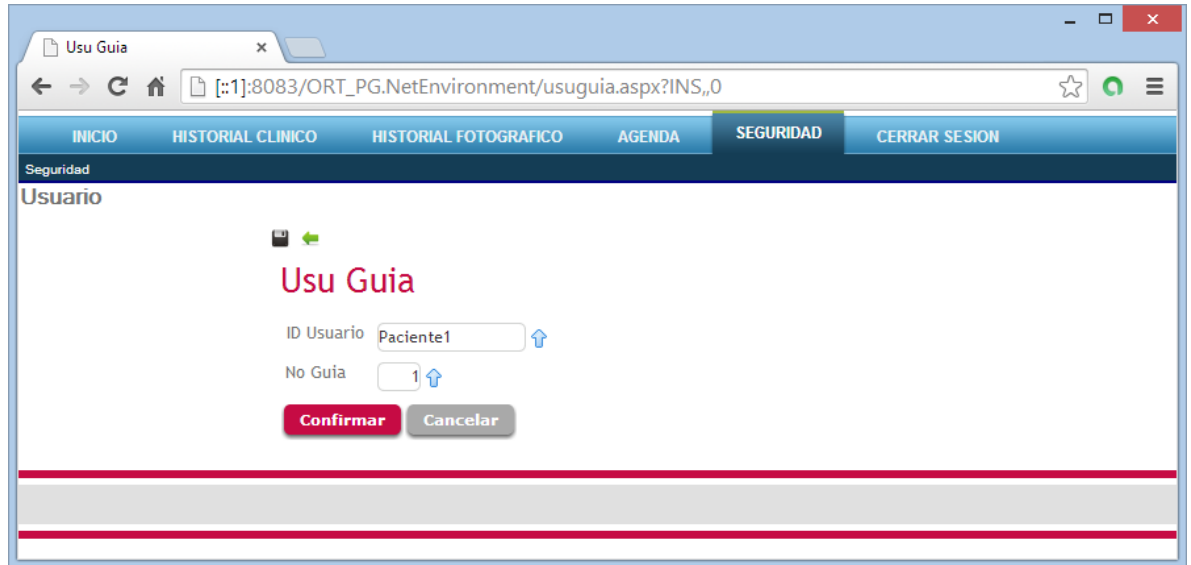 Usu Guia
[::1]:8083/ORT_PG.NetEnvironment/usuguia.aspx?INS,,0
INICIO HISTORIAL CLINICO HISTORIAL FOTOGRAFICO AGENDA SEGURIDAD CERRAR SESION
Seguridad
Usuario
Usu Guia
ID Usuario Paciente1
No Guia 1
Confirmar Cancelar